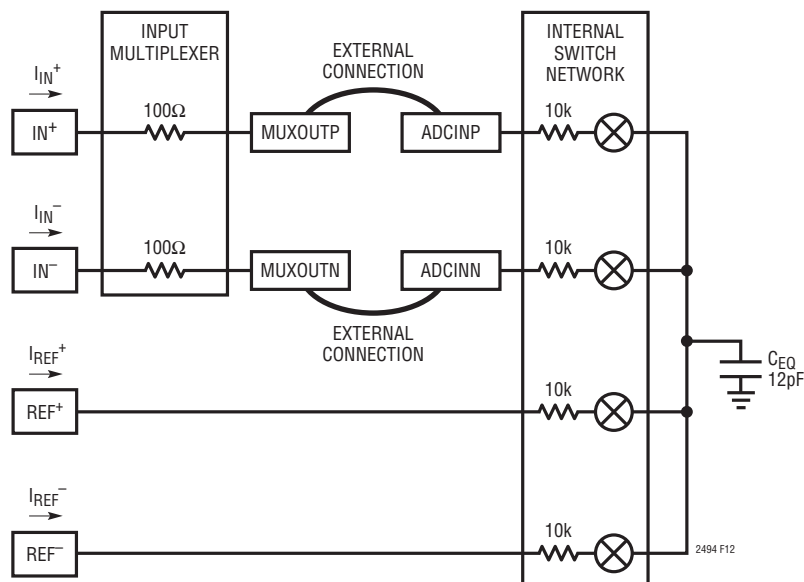 INPUT
MULTIPLEXER
INTERNAL
SWITCH
NETWORK
EXTERNAL
CONNECTION
IIN+
100Ω
10k
IN+
MUXOUTP
ADCINP
IIN–
100Ω
10k
IN–
MUXOUTN
ADCINN
EXTERNAL
CONNECTION
IREF+
10k
REF+
CEQ
12pF
IREF–
10k
REF–
2494 F12